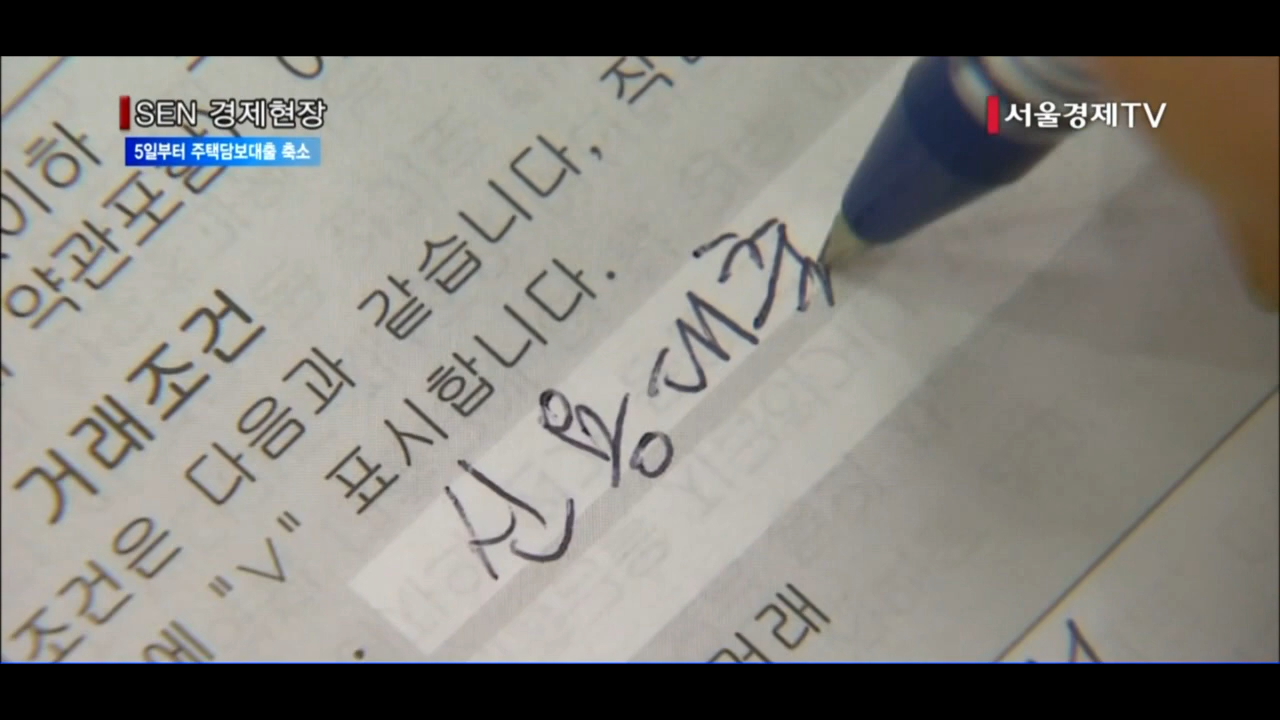 SEN 경제현장
5일부터 주택담보대출 축소
서울경제TV
이하
약관포함
작
거래조건
조건은 다음과 같습니다,
에 "V" 표시합니다.
신용대출
거래